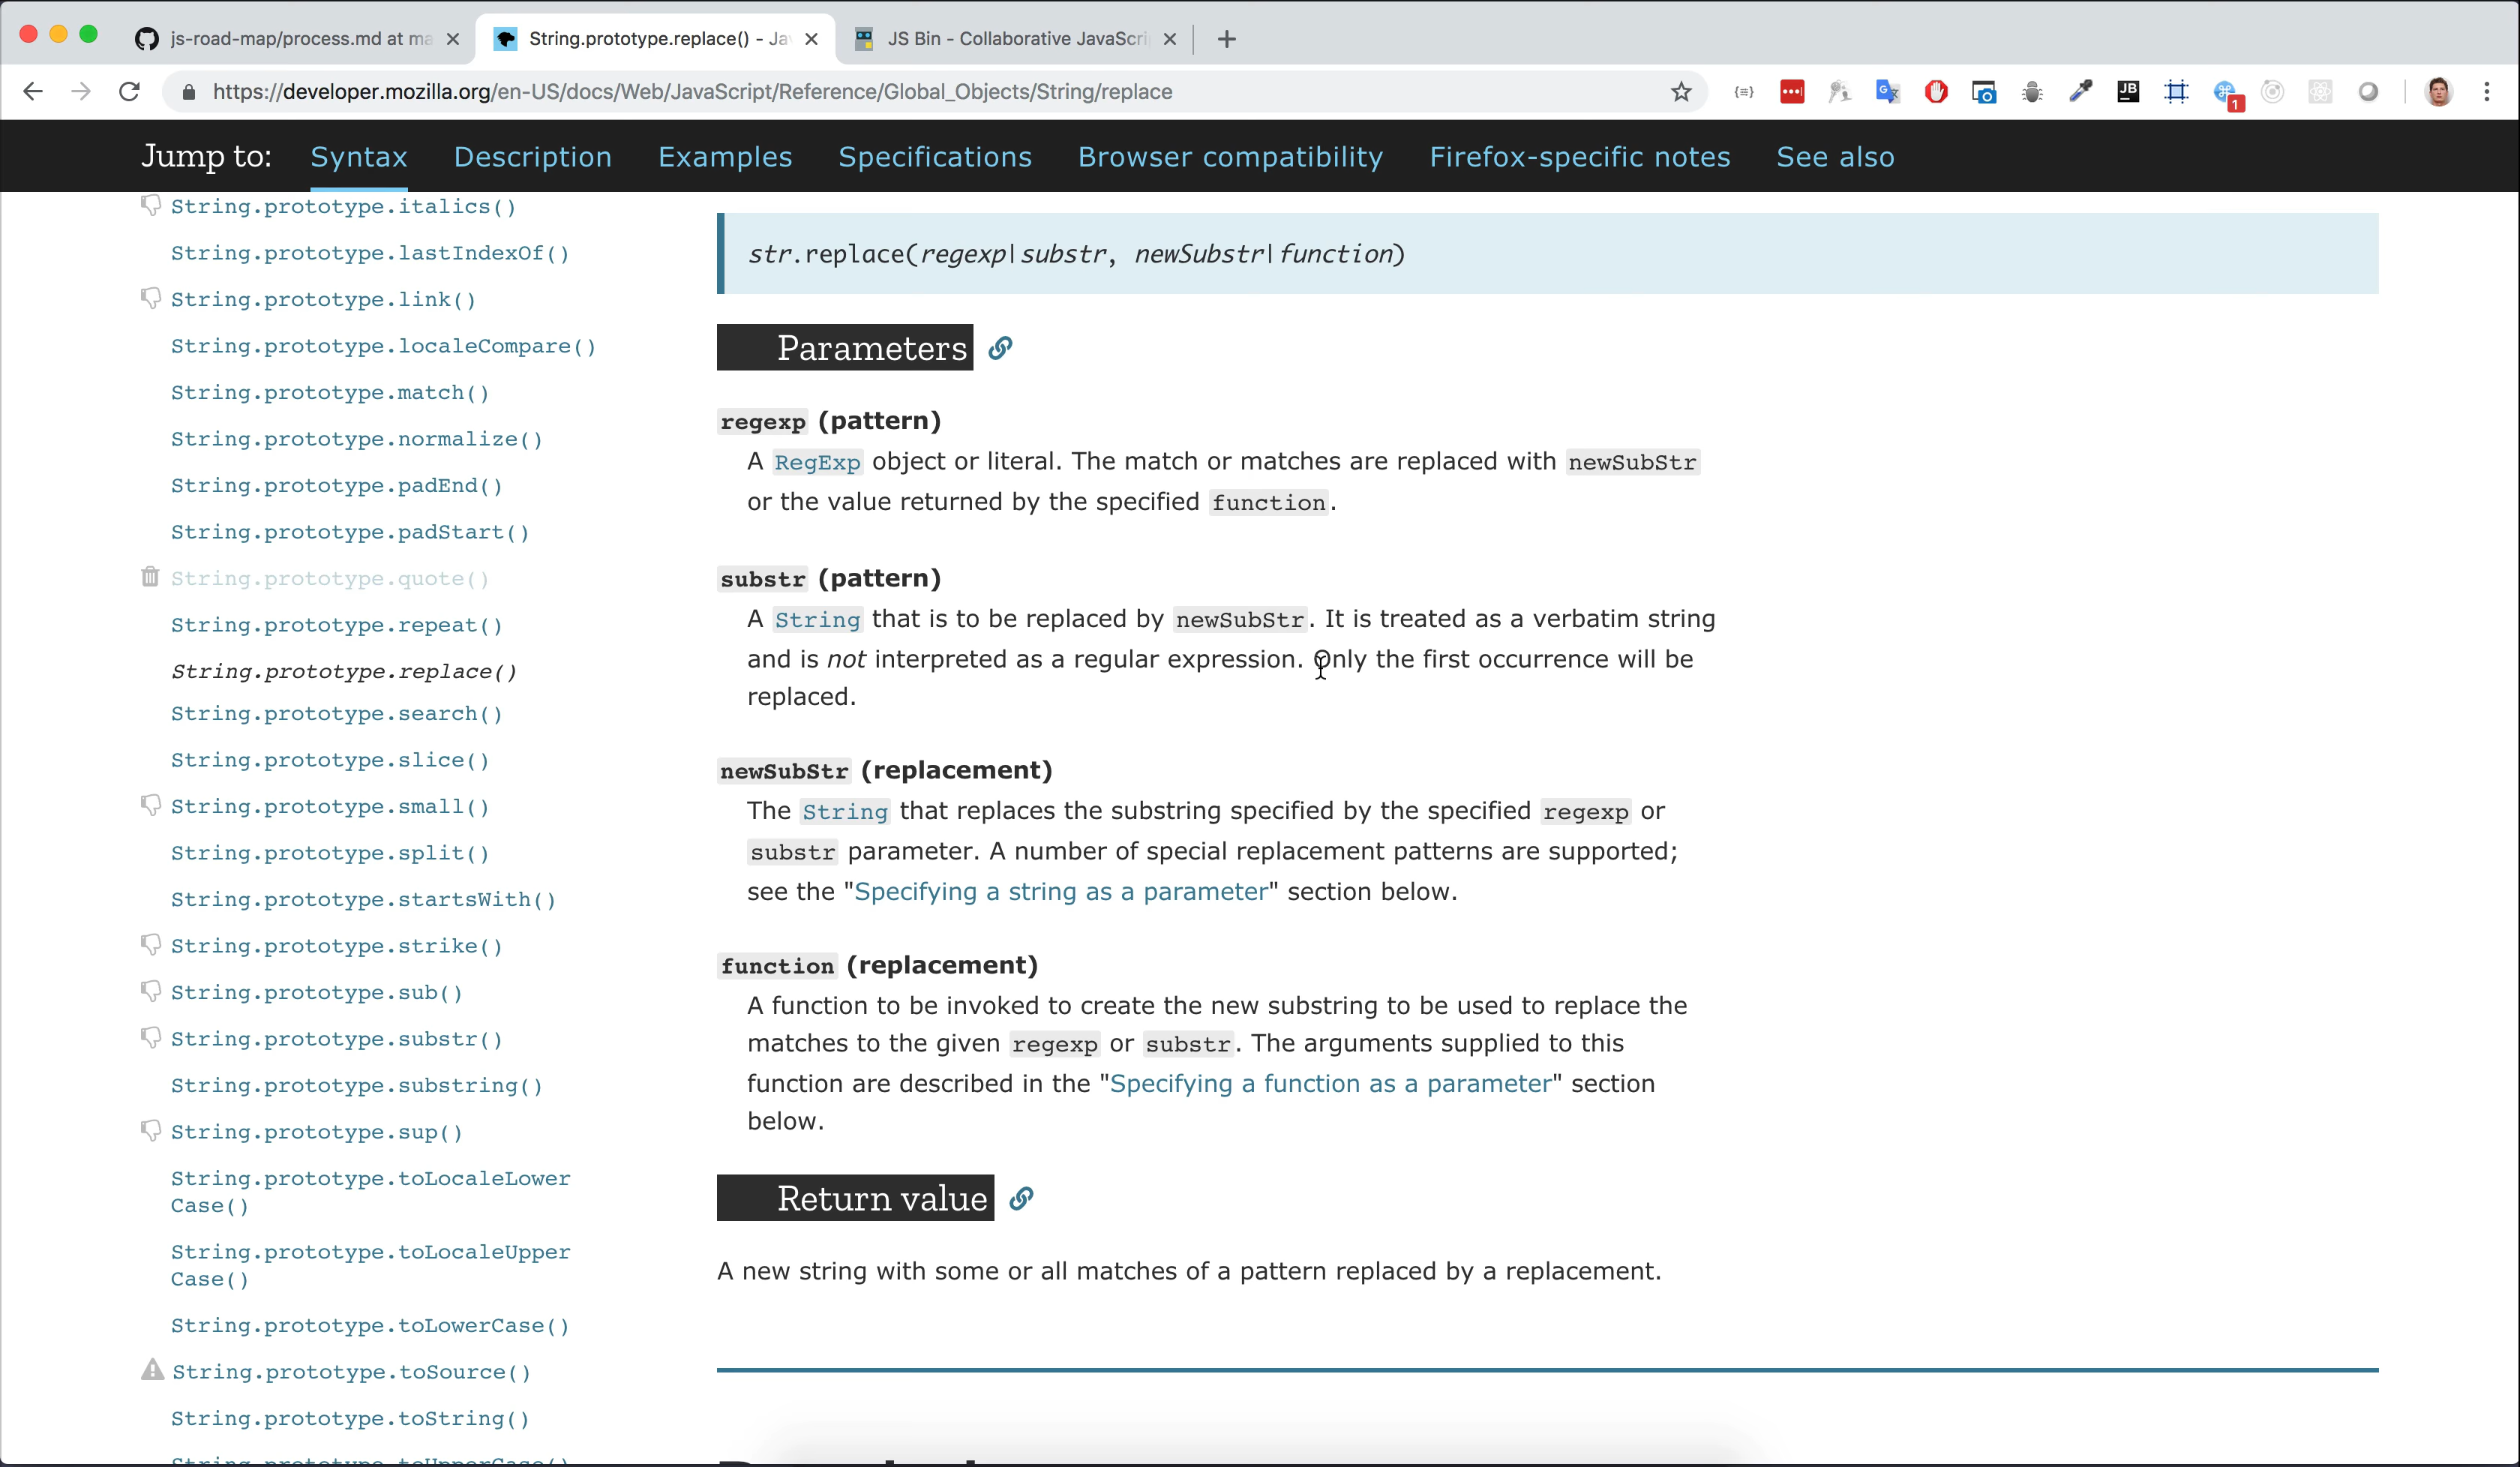 js-road-map/process.md at ma
String.prototype.replace() - Jav
JS Bin - Collaborative JavaScri
https://developer.mozilla.org/en-US/docs/Web/JavaScript/Reference/Global_Objects/String/replace
JB
1
Jump to: Syntax Description Examples Specifications Browser compatibility Firefox-specific notes See also
String.prototype.italics()
String.prototype.lastIndexOf()
String.prototype.link()
String.prototype.localeCompare()
String.prototype.match()
String.prototype.normalize()
String.prototype.padEnd()
String.prototype.padStart()
String.prototype.quote()
String.prototype.repeat()
String.prototype.replace()
String.prototype.search()
String.prototype.slice()
String.prototype.small()
String.prototype.split()
String.prototype.startsWith()
String.prototype.strike()
String.prototype.sub()
String.prototype.substr()
String.prototype.substring()
String.prototype.sup()
String.prototype.toLocaleLower
Case()
String.prototype.toLocaleUpper
Case()
String.prototype.toLowerCase()
String.prototype.toSource()
String.prototype.toString()
String.prototype.toUpperCase()
str.replace(regexp|substr, newSubstr|function)
Parameters
regexp (pattern)
A RegExp object or literal. The match or matches are replaced with newSubStr
or the value returned by the specified function.
substr (pattern)
A String that is to be replaced by newSubStr. It is treated as a verbatim string
and is not interpreted as a regular expression. Only the first occurrence will be
replaced.
newSubStr (replacement)
The String that replaces the substring specified by the specified regexp or
substr parameter. A number of special replacement patterns are supported;
see the "Specifying a string as a parameter" section below.
function (replacement)
A function to be invoked to create the new substring to be used to replace the
matches to the given regexp or substr. The arguments supplied to this
function are described in the "Specifying a function as a parameter" section
below.
Return value
A new string with some or all matches of a pattern replaced by a replacement.